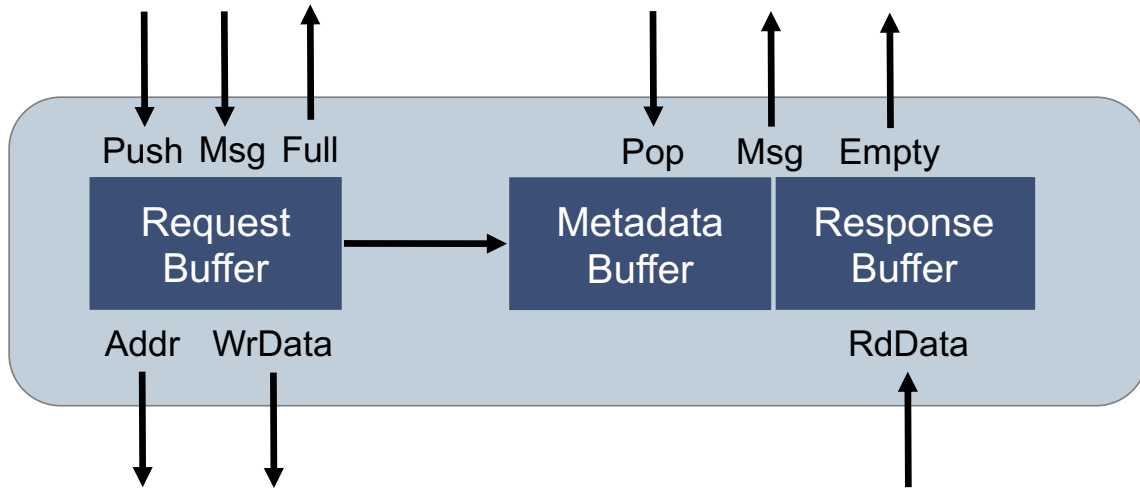 Push Msg Full
Pop Msg Empty
Request
Buffer
Metadata
Buffer
Response
Buffer
Addr WrData
RdData